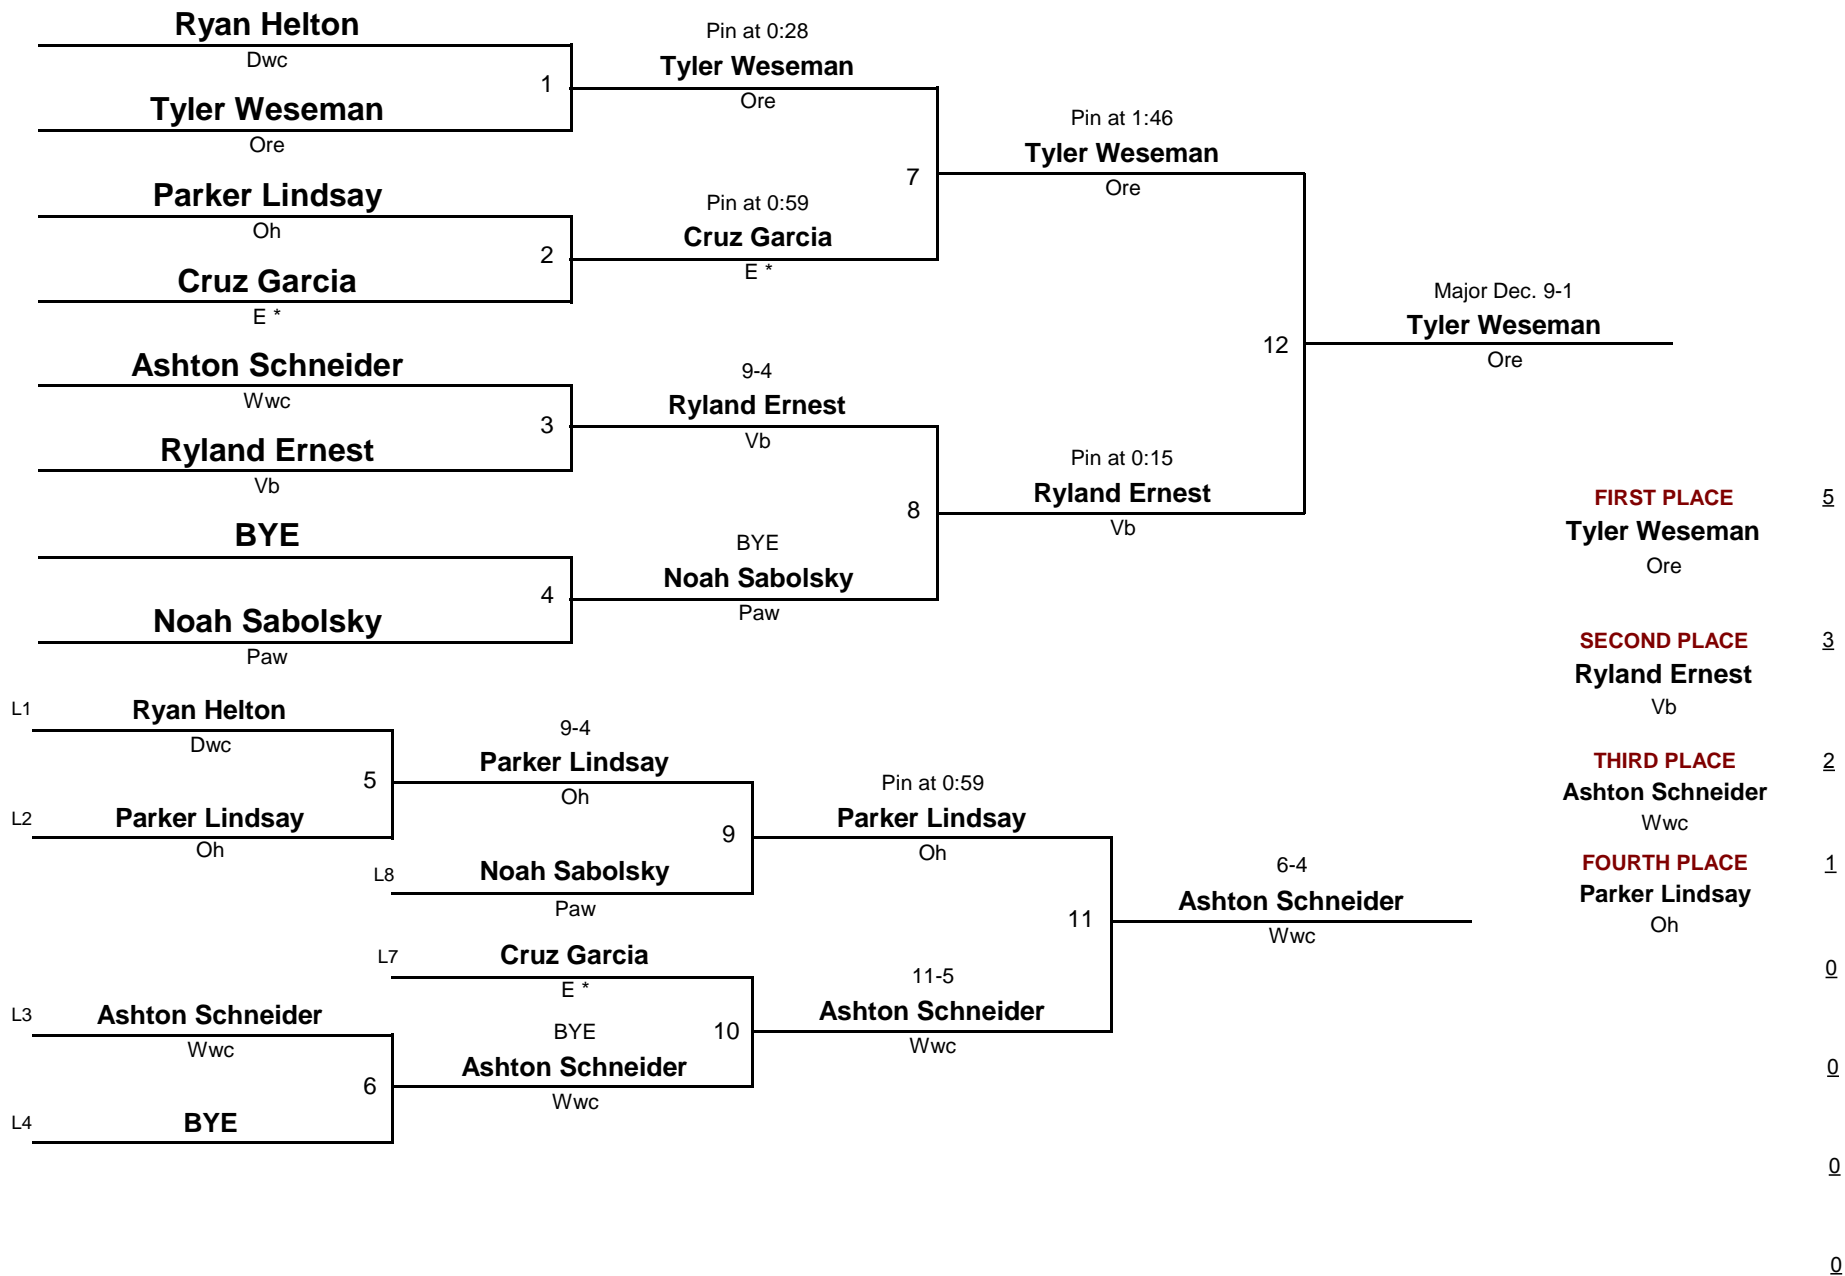 Ryan Helton
Dwc
1
Tyler Weseman
Ore
Parker Lindsay
Oh
2
Cruz Garcia
E *
Ashton Schneider
Wwc
3
Ryland Ernest
Vb
BYE
4
Noah Sabolsky
Paw
Pin at 0:28
Tyler Weseman
Ore
7
Pin at 0:59
Cruz Garcia
E *
9-4
Ryland Ernest
Vb
8
BYE
Noah Sabolsky
Paw
Pin at 1:46
Tyler Weseman
Ore
12
Pin at 0:15
Ryland Ernest
Vb
Major Dec. 9-1
Tyler Weseman
Ore
L1 Ryan Helton
Dwc
5
L2 Parker Lindsay
Oh
L3 Ashton Schneider
Wwc
6
L4 BYE
9-4
Parker Lindsay
Oh
9
L8 Noah Sabolsky
Paw
L7 Cruz Garcia
E *
BYE
10
Ashton Schneider
Wwc
Pin at 0:59
Parker Lindsay
Oh
11
11-5
Ashton Schneider
Wwc
6-4
Ashton Schneider
Wwc
FIRST PLACE 5
Tyler Weseman
Ore
SECOND PLACE 3
Ryland Ernest
Vb
THIRD PLACE 2
Ashton Schneider
Wwc
FOURTH PLACE 1
Parker Lindsay
Oh
0
0
0
0